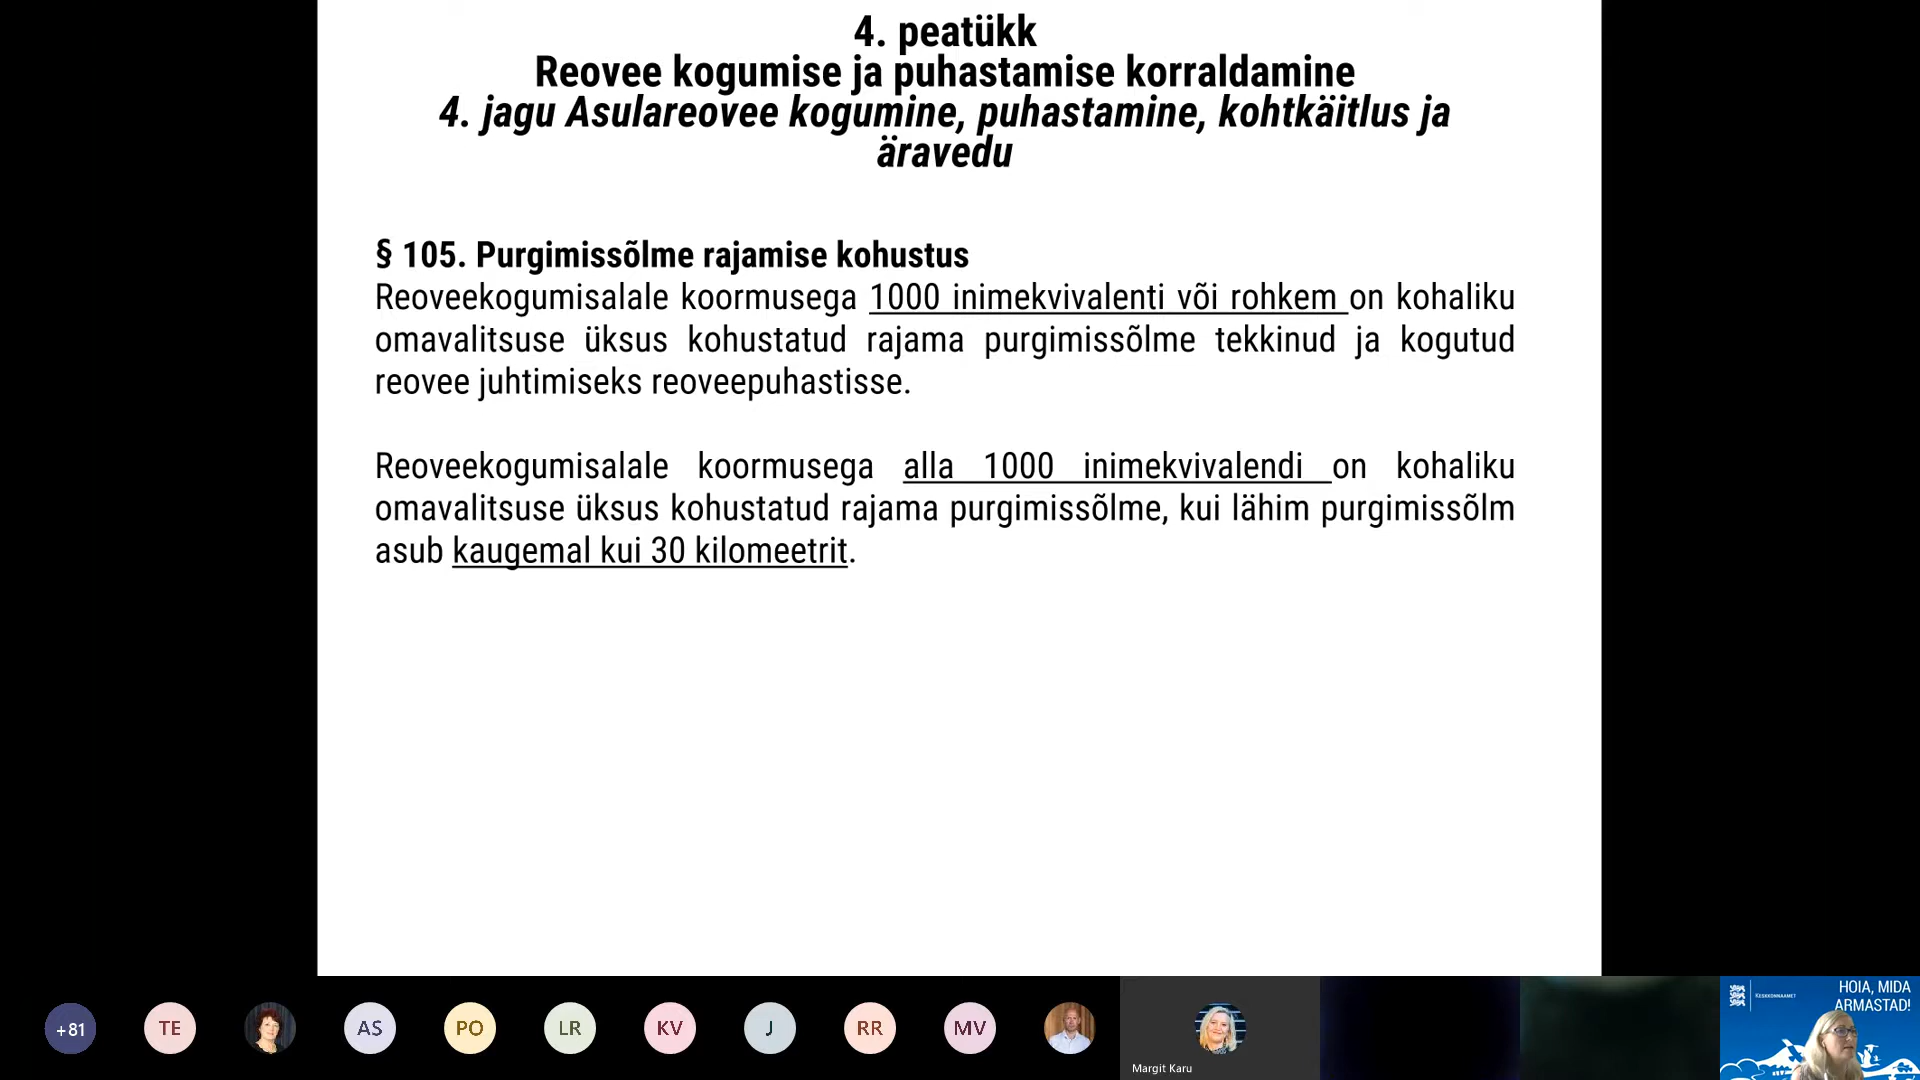 4. peatükk
Reovee kogumise ja puhastamise korraldamine
4. jagu Asulareovee kogumine, puhastamine, kohtkäitlus ja
äravedu
§ 105. Purgimissõlme rajamise kohustus
Reoveekogumisalale koormusega 1000 inimekvivalenti või rohkem on kohaliku
omavalitsuse üksus kohustatud rajama purgimissõlme tekkinud ja kogutud
reovee juhtimiseks reoveepuhastisse.
Reoveekogumisalale koormusega alla 1000 inimekvivalendi on kohaliku
omavalitsuse üksus kohustatud rajama purgimissõlme, kui lähim purgimissõlm
asub kaugemal kui 30 kilomeetrit.
+81
TE
AS
PO
LR
KV
J
RR
MV
Margit Karu
KESKKONNAAMET
HOIA, MIDA
ARMASTAD!